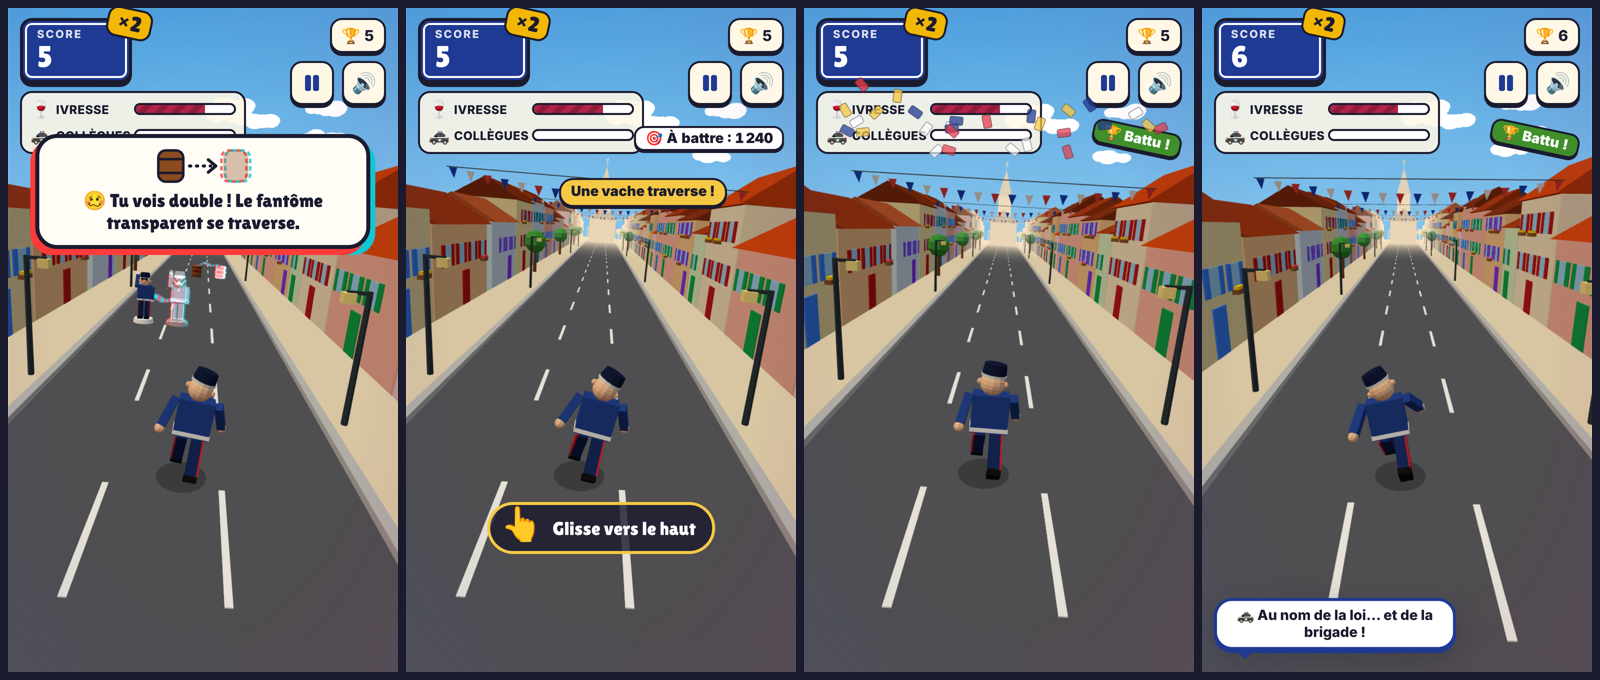 SCORE
5
×2
🏆 5
🍷 IVRESSE
🚓 COLLÈGUES
🥴 Tu vois double ! Le fantôme
transparent se traverse.
SCORE
5
×2
🏆 5
🍷 IVRESSE
🚓 COLLÈGUES
🎯 À battre : 1 240
Une vache traverse !
👆 Glisse vers le haut
SCORE
5
×2
🏆 5
🍷 IVRESSE
🚓 COLLÈGUES
🏆 Battu !
SCORE
6
×2
🏆 6
🍷 IVRESSE
🚓 COLLÈGUES
🏆 Battu !
🚓 Au nom de la loi... et de la
brigade !